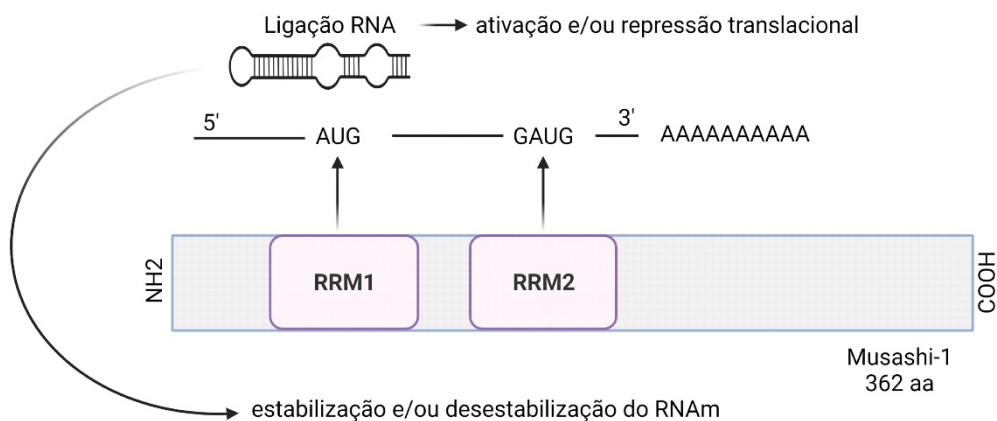 Ligação RNA ativação e/ou repressão translacional
5' AUG GAUG 3' AAAAAAAAAA
NH2 RRM1 RRM2 COOH
Musashi-1
362 aa
estabilização e/ou desestabilização do RNAm